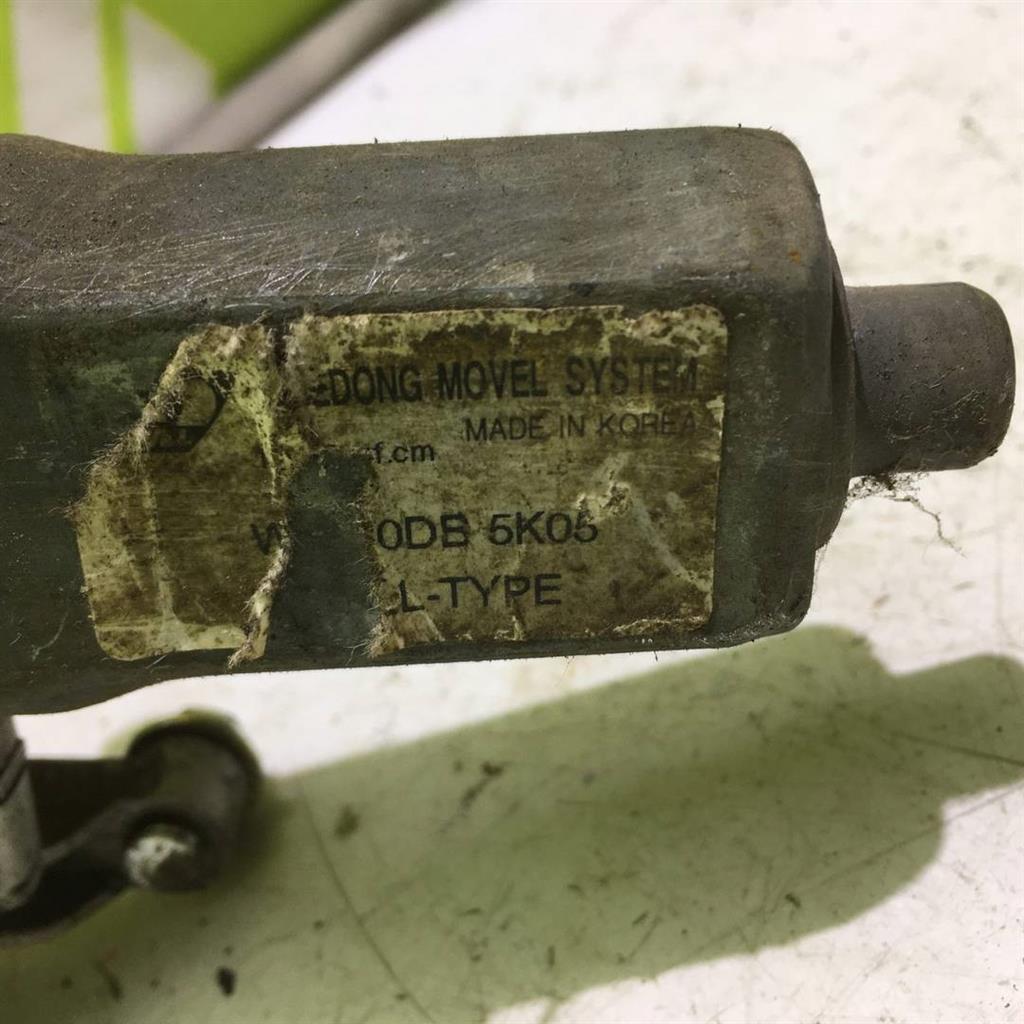 EDONG MOVEL SYSTEM
MADE IN KOREA
f.cm
0DB 5K05
L-TYPE